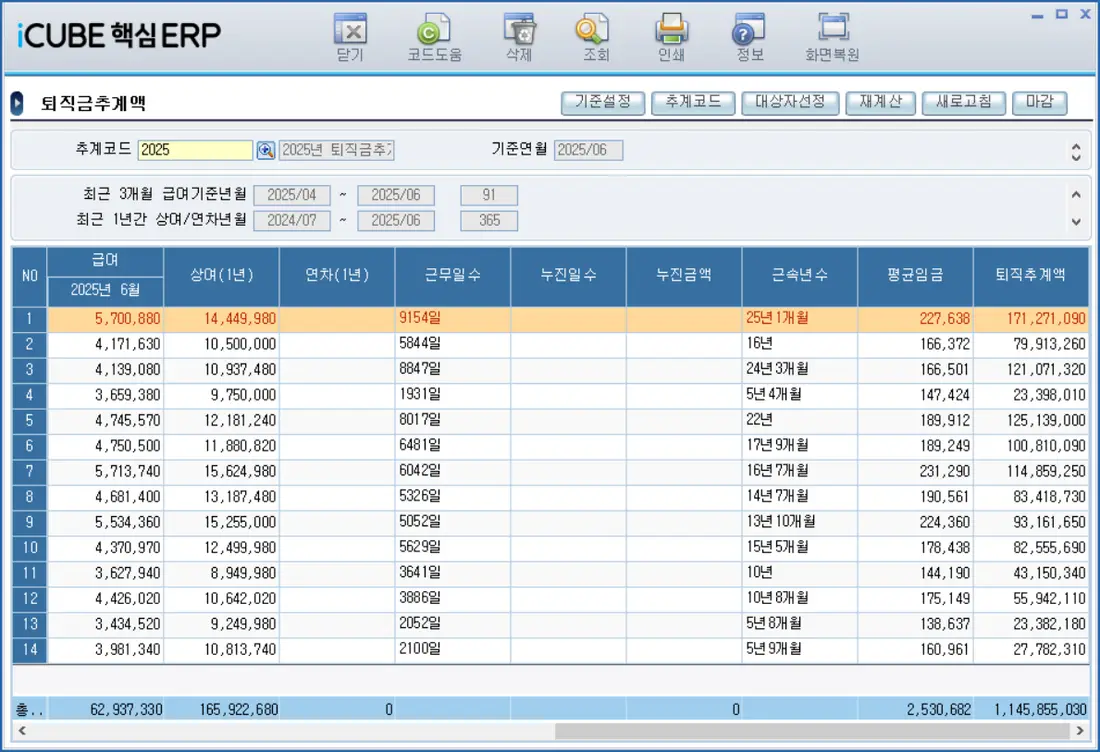 iCUBE 핵심ERP
닫기 코드도움 삭제 조회 인쇄 정보 화면복원
퇴직금추계액 기준설정 추계코드 대상자선정 재계산 새로고침 마감
추계코드 2025 2025년 퇴직금추 기준연월 2025/06
최근 3개월 급여기준년월 2025/04 ~ 2025/06 91
최근 1년간 상여/연차년월 2024/07 ~ 2025/06 365
NO 급여 상여(1년) 연차(1년) 근무일수 누진일수 누진금액 근속년수 평균임금 퇴직추계액
2025년 6월
1 5,700,880 14,449,980 9154일 25년1개월 227,638 171,271,090
2 4,171,630 10,500,000 5844일 16년 166,372 79,913,260
3 4,139,080 10,937,480 8847일 24년3개월 166,501 121,071,320
4 3,659,380 9,750,000 1931일 5년4개월 147,424 23,398,010
5 4,745,570 12,181,240 8017일 22년 189,912 125,139,000
6 4,750,500 11,880,820 6481일 17년9개월 189,249 100,810,090
7 5,713,740 15,624,980 6042일 16년7개월 231,290 114,859,250
8 4,681,400 13,187,480 5326일 14년7개월 190,561 83,418,730
9 5,534,360 15,255,000 5052일 13년10개월 224,360 93,161,650
10 4,370,970 12,499,980 5629일 15년5개월 178,438 82,555,690
11 3,627,940 8,949,980 3641일 10년 144,190 43,150,340
12 4,426,020 10,642,020 3886일 10년8개월 175,149 55,942,110
13 3,434,520 9,249,980 2052일 5년8개월 138,637 23,382,180
14 3,981,340 10,813,740 2100일 5년9개월 160,961 27,782,310
총.. 62,937,330 165,922,680 0 0 2,530,682 1,145,855,030